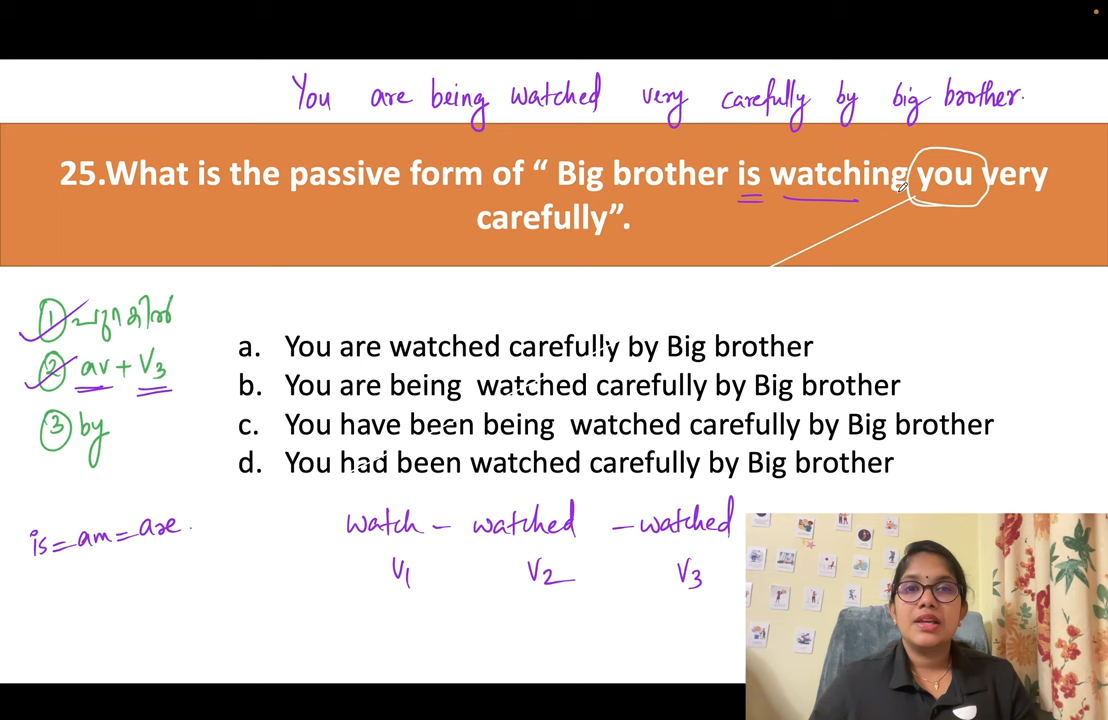 You are being watched very carefully by big brother.
25.What is the passive form of “ Big brother is watching you very
carefully”.
①
② av + V3
③ by
a. You are watched carefully by Big brother
b. You are being watched carefully by Big brother
c. You have been being watched carefully by Big brother
d. You had been watched carefully by Big brother
is = am = are.
watch - watched - watched
V1 V2 V3